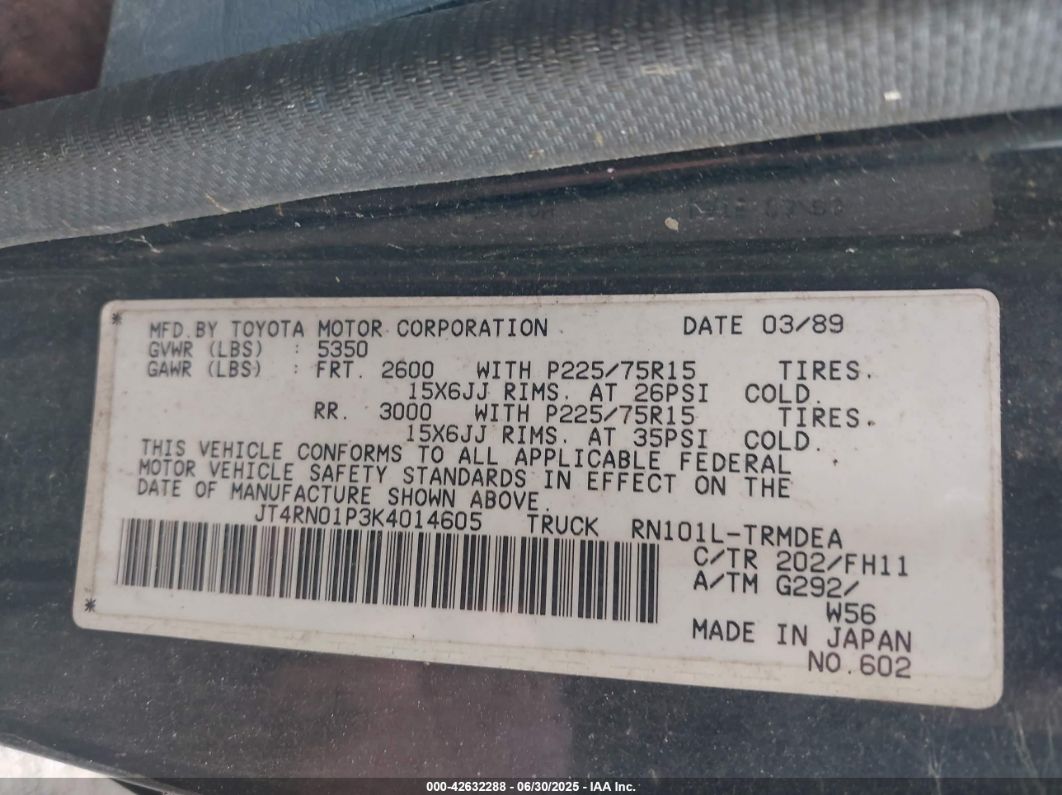 * MFD.BY TOYOTA MOTOR CORPORATION DATE 03/89
GVWR (LBS) : 5350
GAWR (LBS) : FRT. 2600 WITH P225/75R15 TIRES.
15X6JJ RIMS. AT 26PSI COLD.
RR. 3000 WITH P225/75R15 TIRES.
15X6JJ RIMS. AT 35PSI COLD.
THIS VEHICLE CONFORMS TO ALL APPLICABLE FEDERAL
MOTOR VEHICLE SAFETY STANDARDS IN EFFECT ON THE
DATE OF MANUFACTURE SHOWN ABOVE.
JT4RN01P3K4014605 TRUCK RN101L-TRMDEA
C/TR 202/FH11
A/TM G292/
* W56
MADE IN JAPAN
NO.602
000-42632288 - 06/30/2025 - IAA Inc.